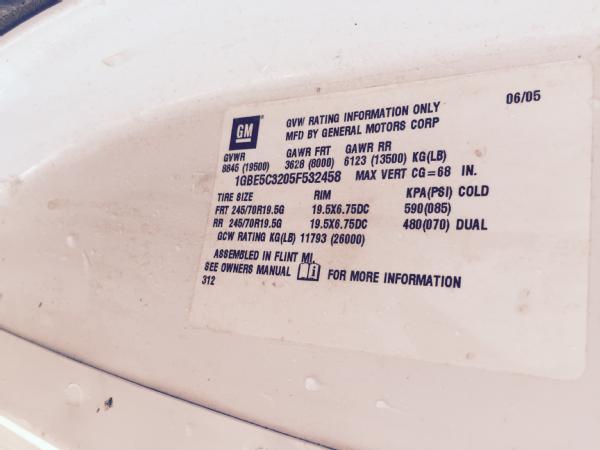 06/05
GM
GVW RATING INFORMATION ONLY
MFD BY GENERAL MOTORS CORP
GVWR GAWR FRT GAWR RR
8845 (19500) 3628 (8000) 6123 (13500) KG(LB)
1GBE5C3205F532458 MAX VERT CG=68 IN.
TIRE SIZE RIM KPA(PSI) COLD
FRT 245/70R19.5G 19.5X6.75DC 590(085)
RR 245/70R19.5G 19.5X6.75DC 480(070) DUAL
GCW RATING KG(LB) 11793 (26000)
ASSEMBLED IN FLINT MI.
SEE OWNERS MANUAL i FOR MORE INFORMATION
312